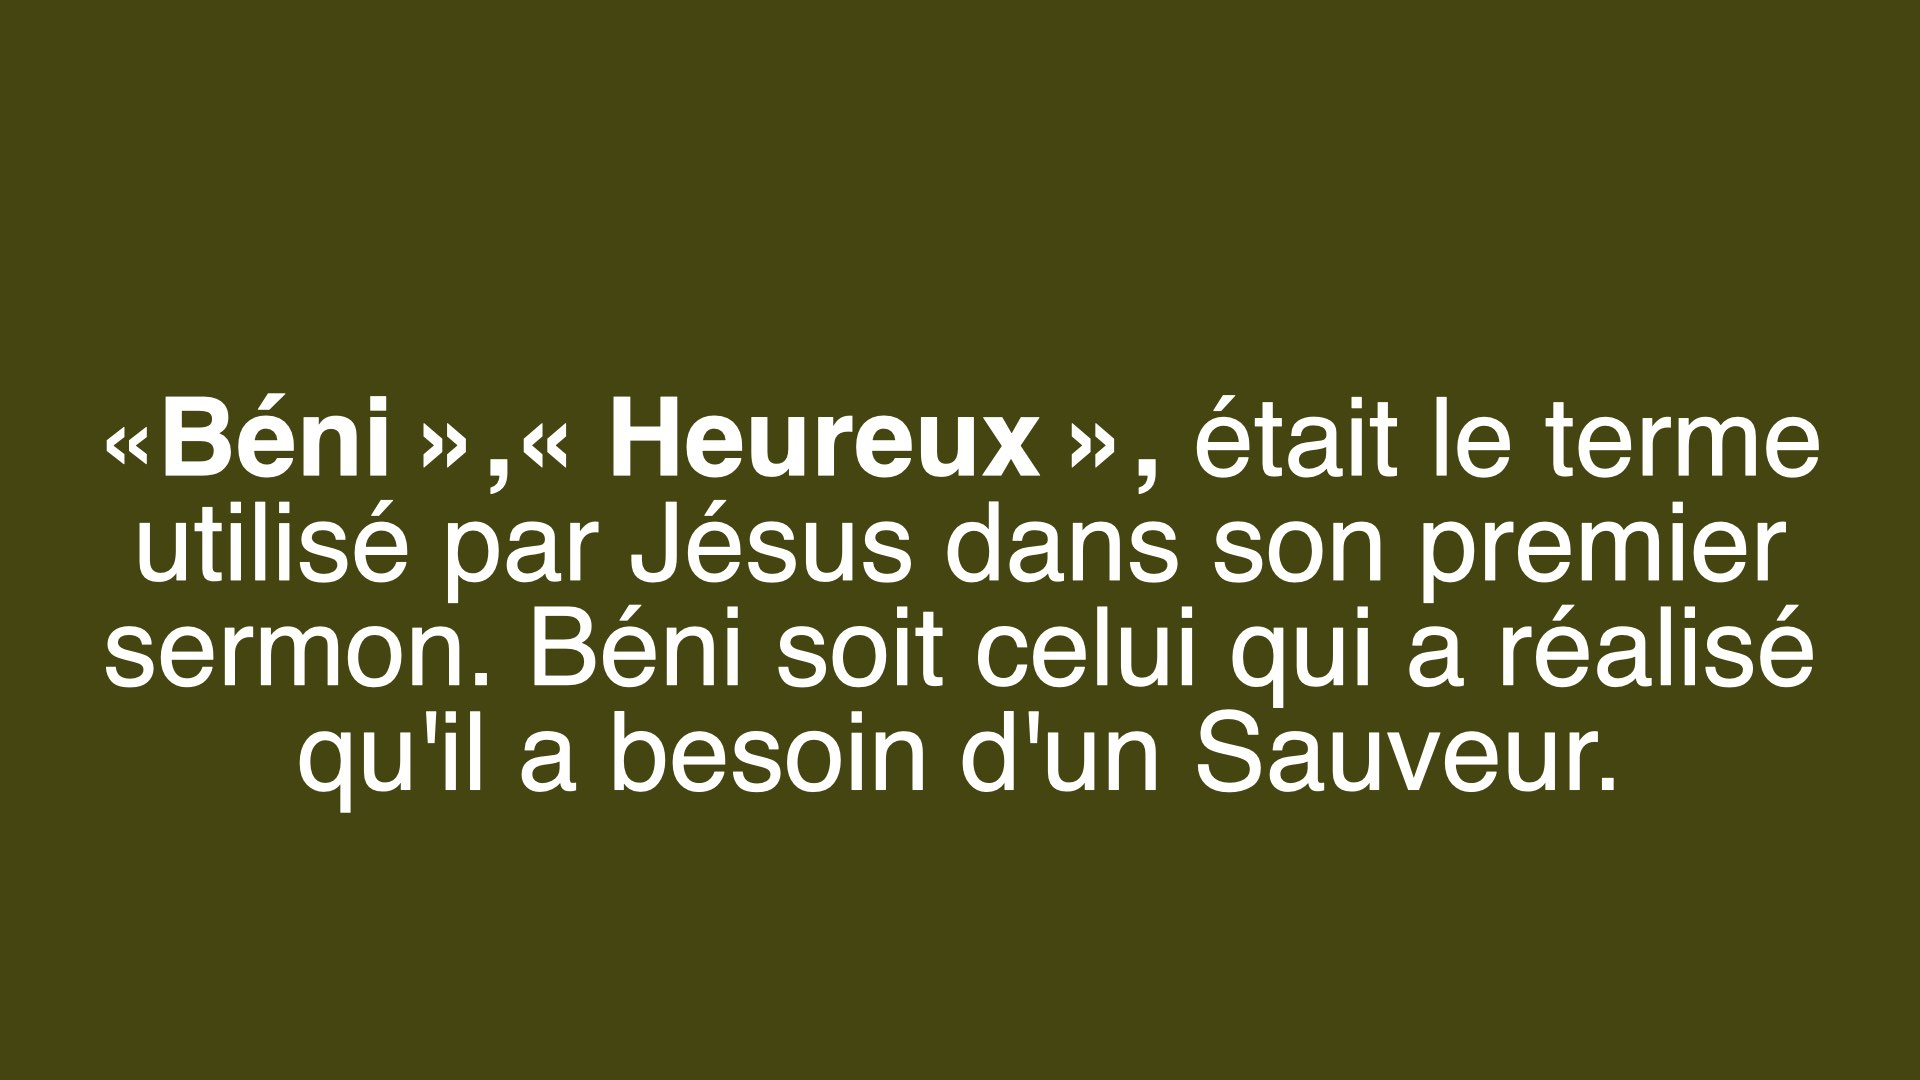 «Béni »,« Heureux », était le terme
utilisé par Jésus dans son premier
sermon. Béni soit celui qui a réalisé
qu'il a besoin d'un Sauveur.